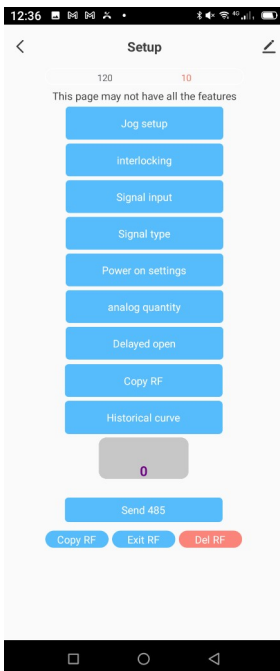 12:36
4G
Setup
120 10
This page may not have all the features
Jog setup
interlocking
Signal input
Signal type
Power on settings
analog quantity
Delayed open
Copy RF
Historical curve
0
Send 485
Copy RF Exit RF Del RF